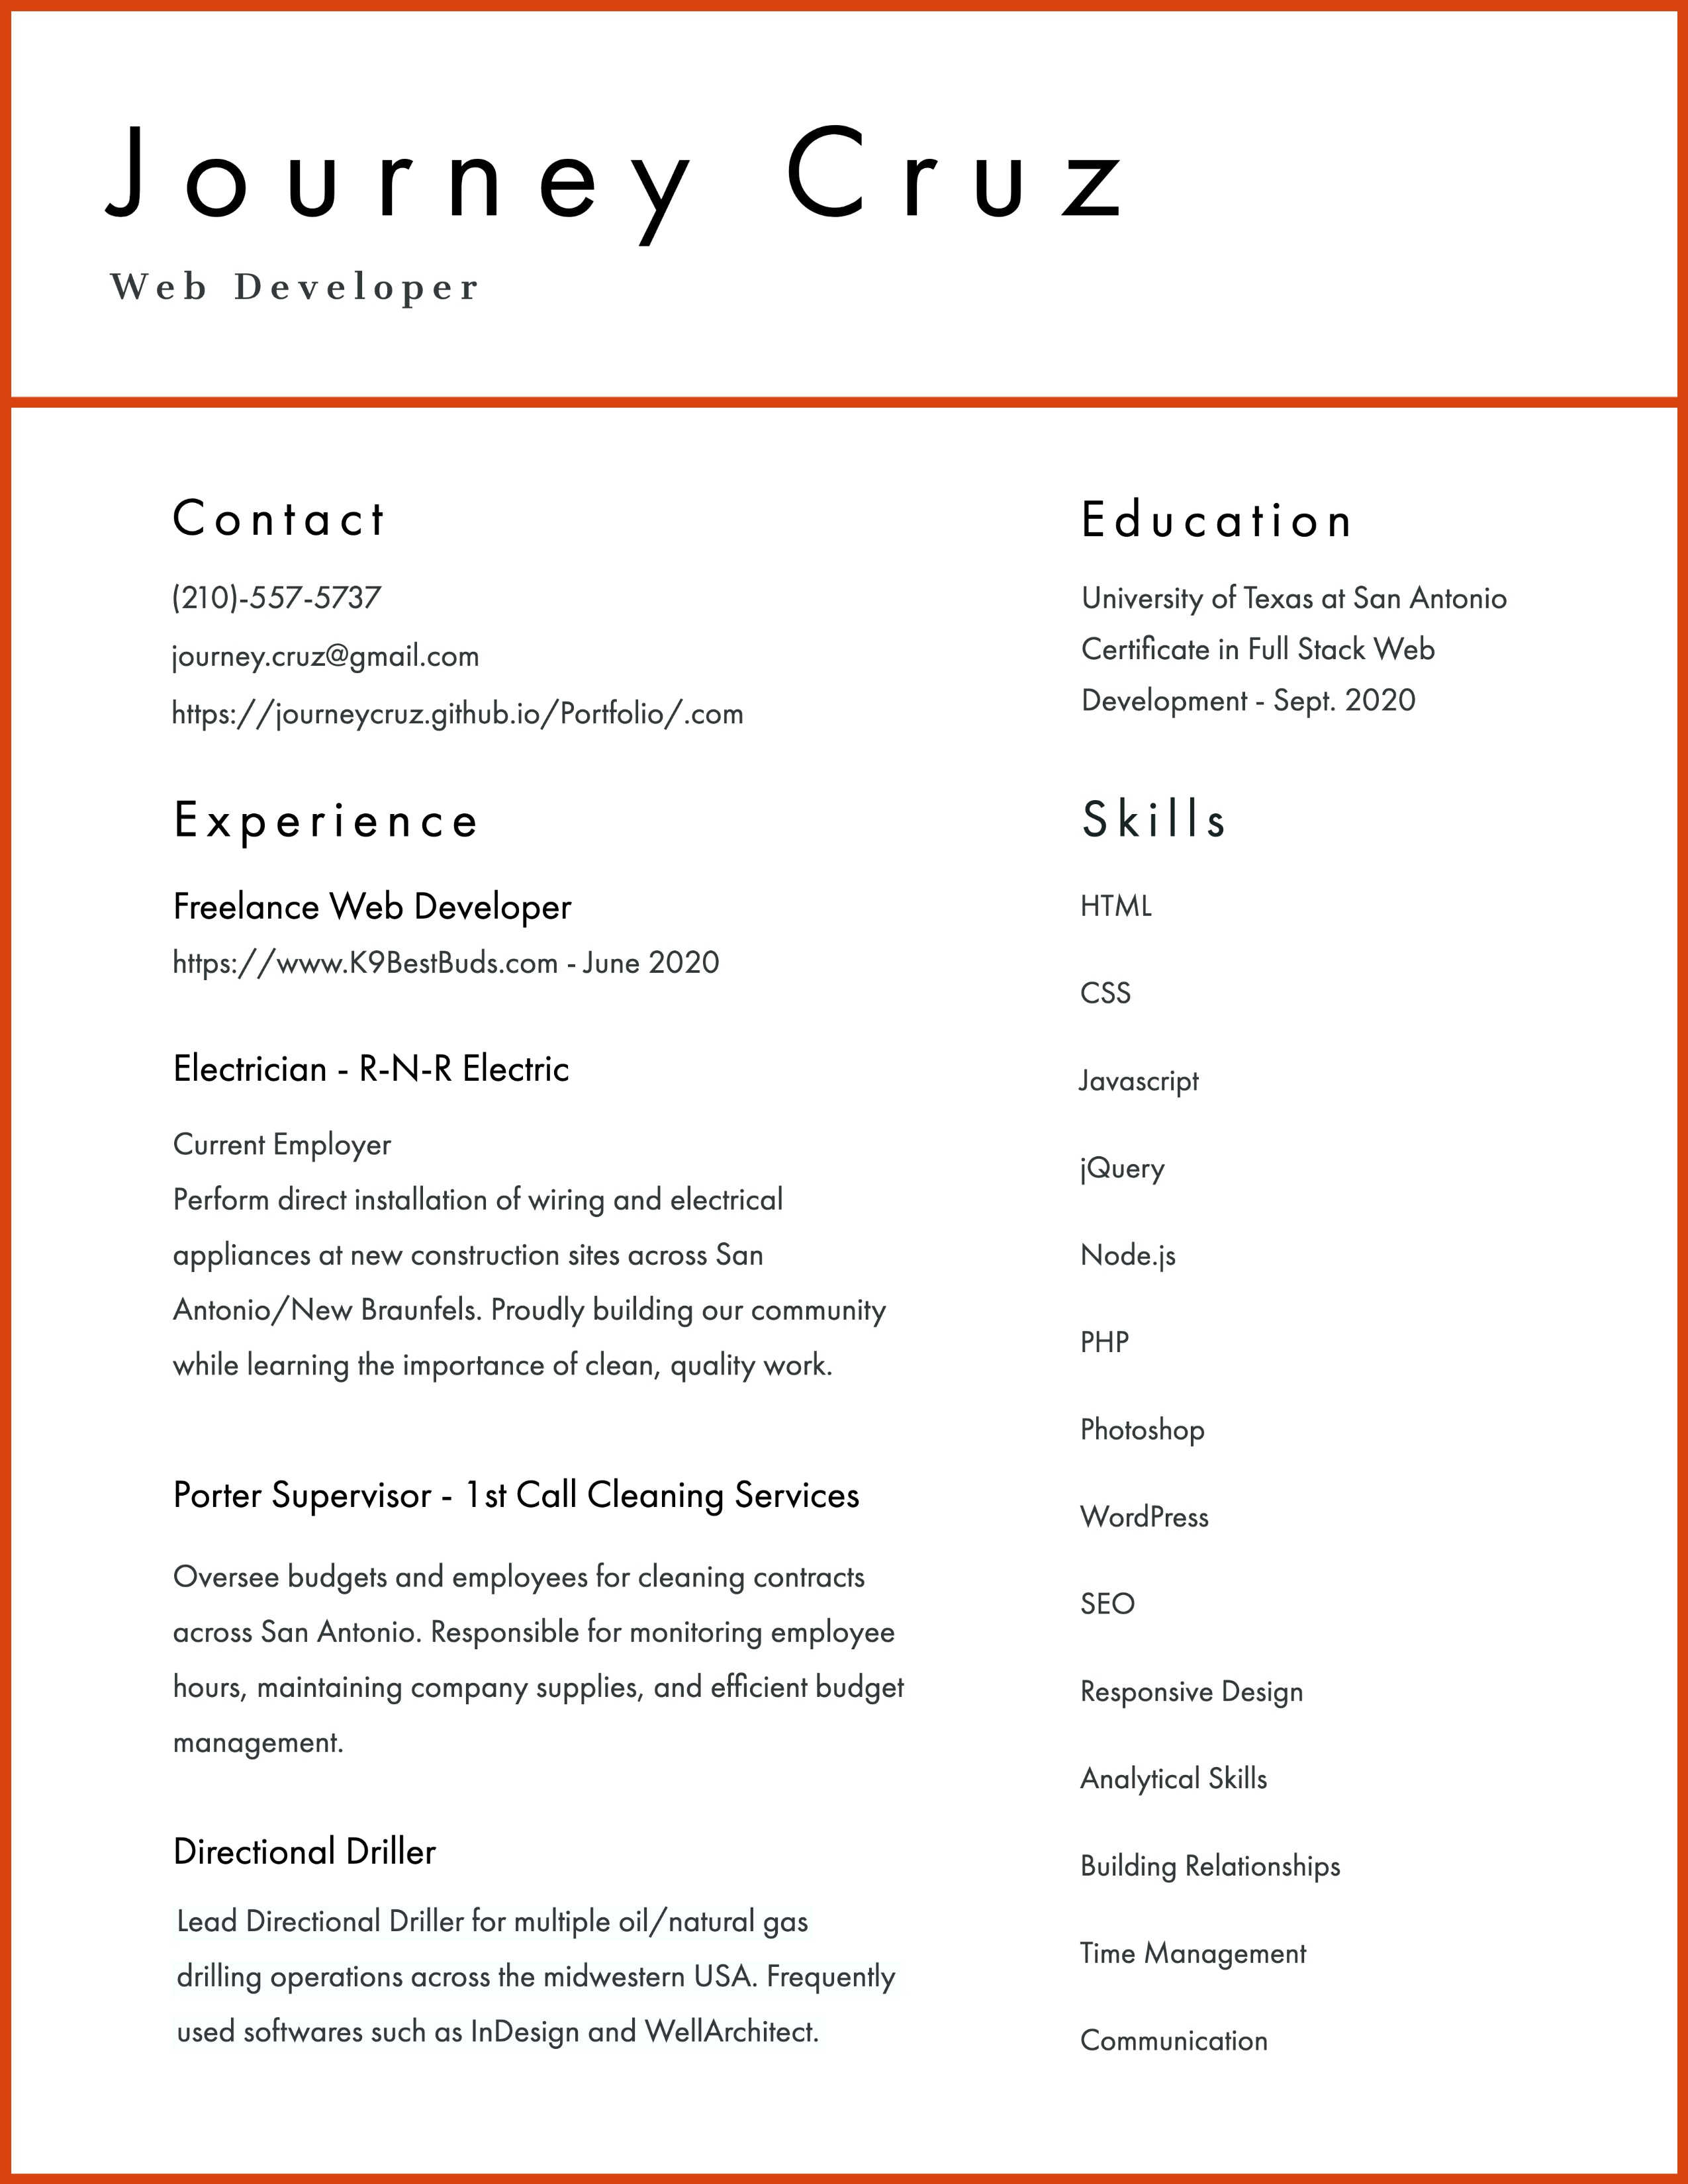 Journey Cruz
Web Developer
Contact
(210)-557-5737
journey.cruz@gmail.com
https://journeycruz.github.io/Portfolio/.com
Experience
Freelance Web Developer
https://www.K9BestBuds.com - June 2020
Electrician - R-N-R Electric
Current Employer
Perform direct installation of wiring and electrical
appliances at new construction sites across San
Antonio/New Braunfels. Proudly building our community
while learning the importance of clean, quality work.
Porter Supervisor - 1st Call Cleaning Services
Oversee budgets and employees for cleaning contracts
across San Antonio. Responsible for monitoring employee
hours, maintaining company supplies, and efficient budget
management.
Directional Driller
Lead Directional Driller for multiple oil/natural gas
drilling operations across the midwestern USA. Frequently
used softwares such as InDesign and WellArchitect.
Education
University of Texas at San Antonio
Certificate in Full Stack Web
Development - Sept. 2020
Skills
HTML
CSS
Javascript
jQuery
Node.js
PHP
Photoshop
WordPress
SEO
Responsive Design
Analytical Skills
Building Relationships
Time Management
Communication